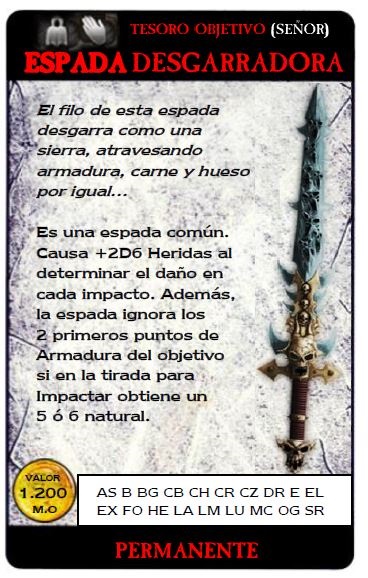 TESORO OBJETIVO (SEÑOR)
ESPADA DESGARRADORA
El filo de esta espada
desgarra como una
sierra, atravesando
armadura, carne y hueso
por igual...
Es una espada común.
Causa +2D6 Heridas al
determinar el daño en
cada impacto. Además,
la espada ignora los
2 primeros puntos de
Armadura del objetivo
si en la tirada para
Impactar obtiene un
5 ó 6 natural.
VALOR
1.200
M.O
AS B BG CB CH CR CZ DR E EL
EX FO HE LA LM LU MC OG SR
PERMANENTE